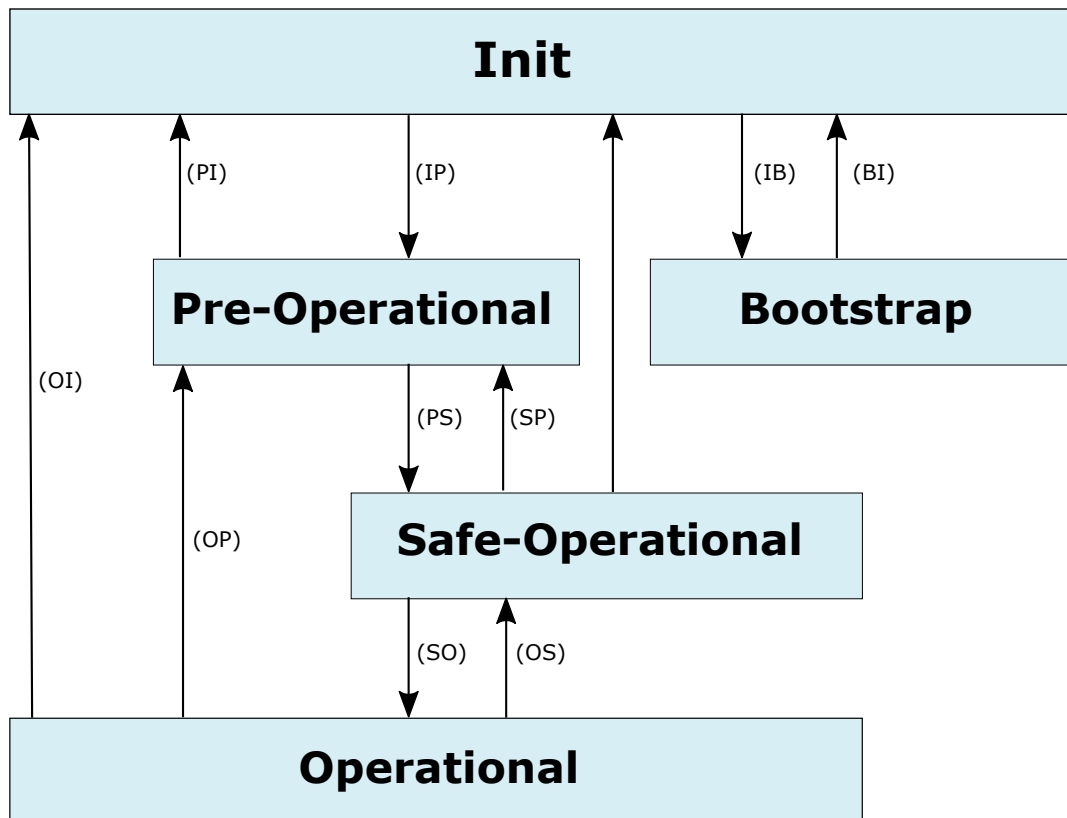 Init
(PI)
(IP)
(IB)
(BI)
Pre-Operational
Bootstrap
(OI)
(PS)
(SP)
(OP)
Safe-Operational
(SO)
(OS)
Operational